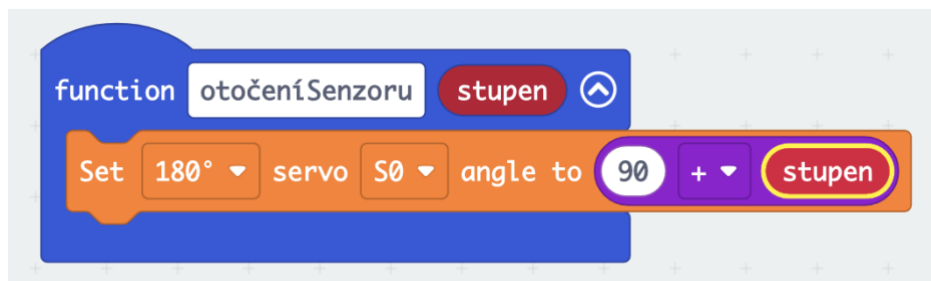 function otočeníSenzoru stupen
Set 180° servo S0 angle to 90 + stupen